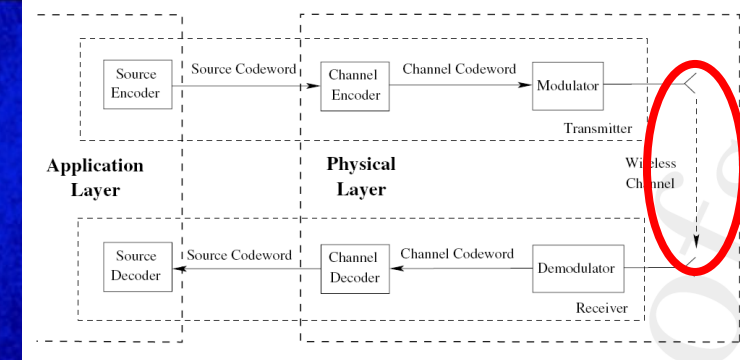 Source
Encoder
Source Codeword
Channel
Encoder
Channel Codeword
Modulator
Transmitter
Application
Layer
Physical
Layer
Wireless
Channel
Source
Decoder
Source Codeword
Channel
Decoder
Channel Codeword
Demodulator
Receiver